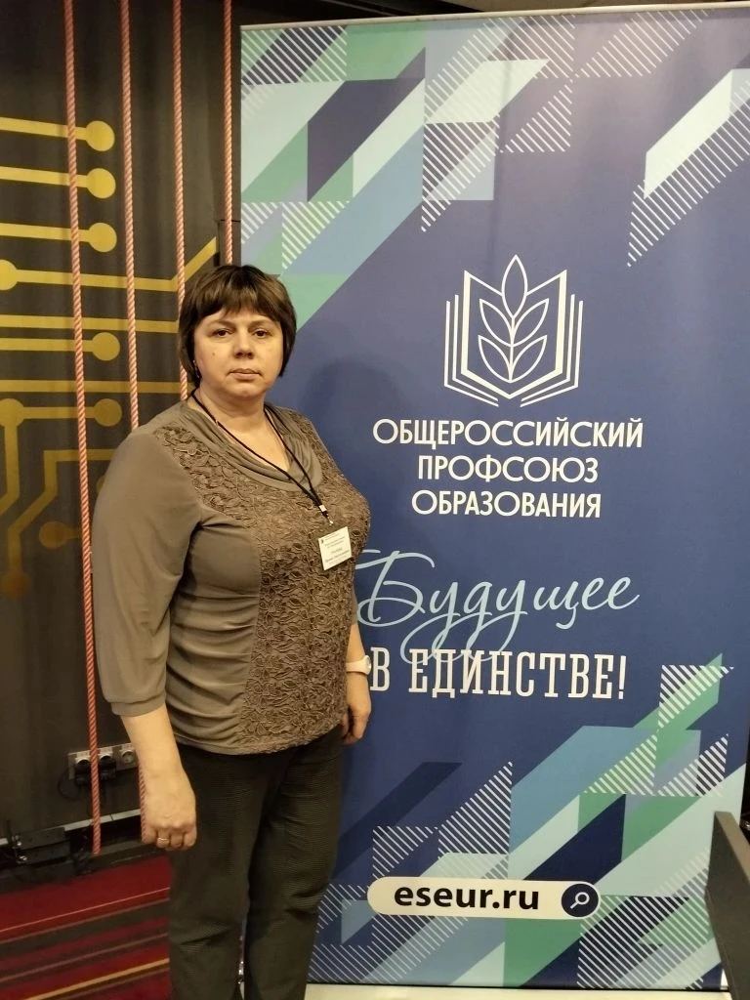 ОБЩЕРОССИЙСКИЙ
ПРОФСОЮЗ
ОБРАЗОВАНИЯ
Будущее
В ЕДИНСТВЕ!
eseur.ru